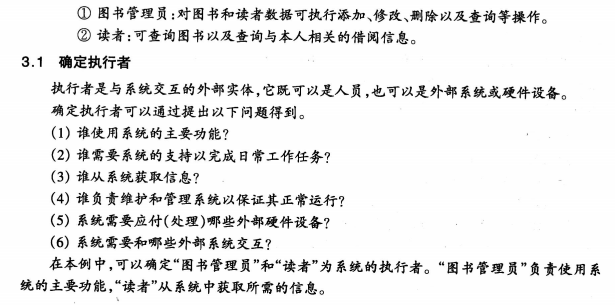 ① 图书管理员:对图书和读者数据可执行添加、修改、删除以及查询等操作。
② 读者:可查询图书以及查询与本人相关的借阅信息。
3.1 确定执行者
执行者是与系统交互的外部实体,它既可以是人员,也可以是外部系统或硬件设备。
确定执行者可以通过提出以下问题得到。
(1) 谁使用系统的主要功能?
(2) 谁需要系统的支持以完成日常工作任务?
(3) 谁从系统获取信息?
(4) 谁负责维护和管理系统以保证其正常运行?
(5) 系统需要应付(处理)哪些外部硬件设备?
(6) 系统需要和哪些外部系统交互?
在本例中,可以确定“图书管理员”和“读者”为系统的执行者。“图书管理员”负责使用系
统的主要功能,“读者”从系统中获取所需的信息。